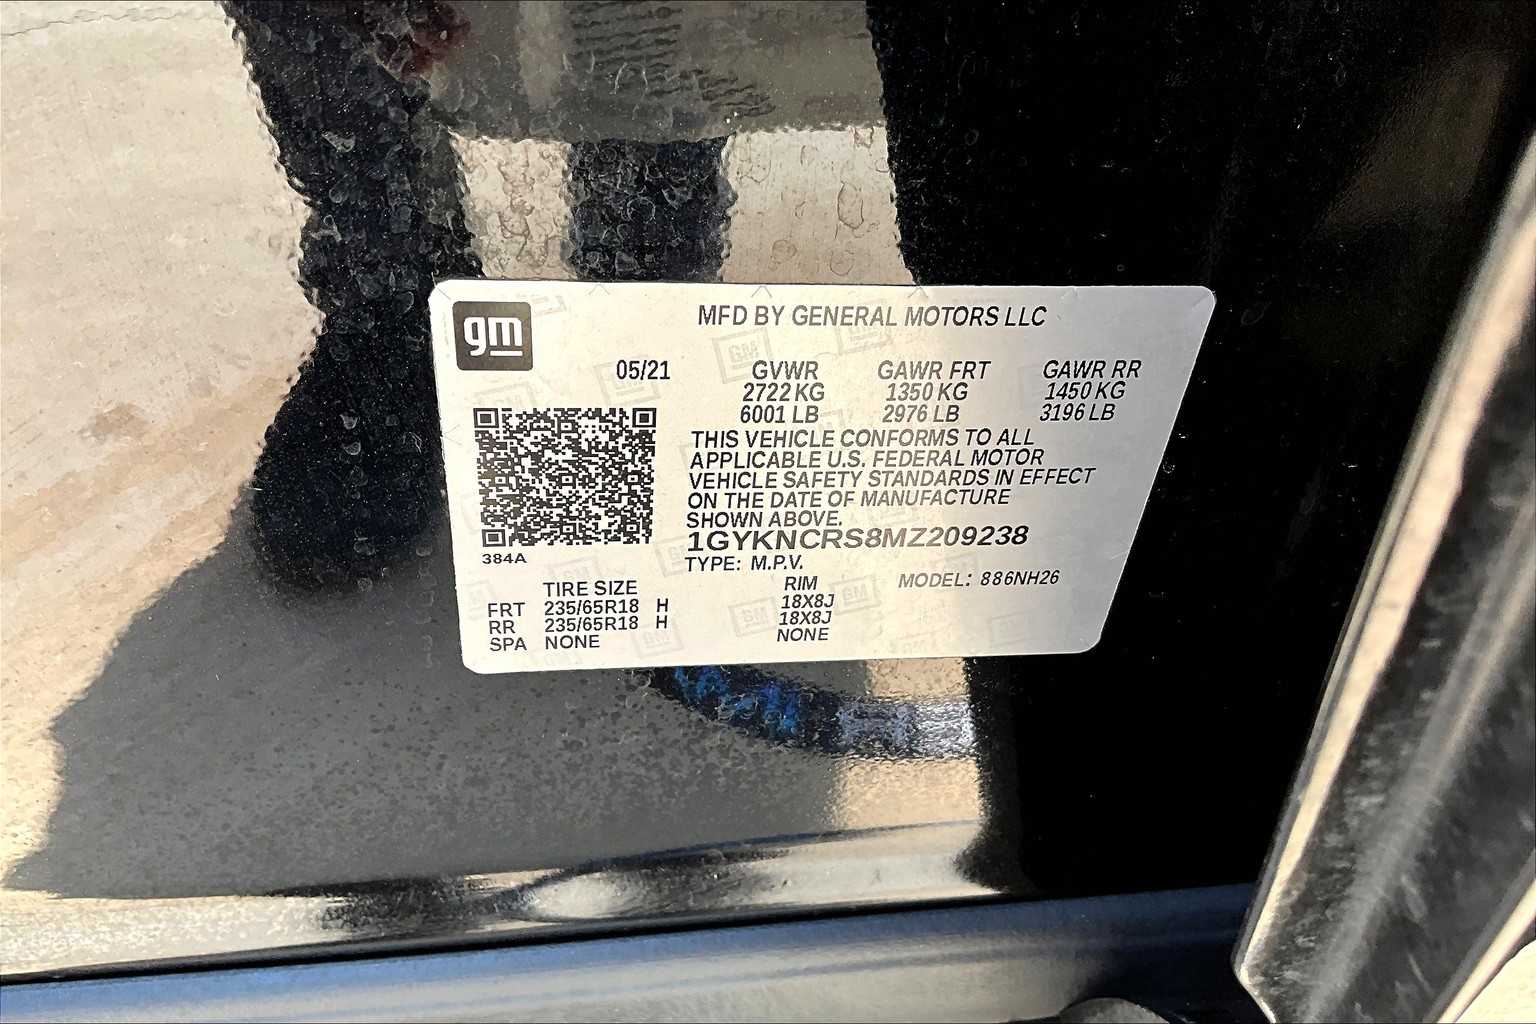 gm
MFD BY GENERAL MOTORS LLC
05/21 GVWR GAWR FRT GAWR RR
2722 KG 1350 KG 1450 KG
6001 LB 2976 LB 3196 LB
THIS VEHICLE CONFORMS TO ALL
APPLICABLE U.S. FEDERAL MOTOR
VEHICLE SAFETY STANDARDS IN EFFECT
ON THE DATE OF MANUFACTURE
SHOWN ABOVE.
1GYKNCRS8MZ209238
384A
TYPE: M.P.V.
MODEL: 886NH26
TIRE SIZE RIM
FRT 235/65R18 H 18X8J
RR 235/65R18 H 18X8J
SPA NONE NONE